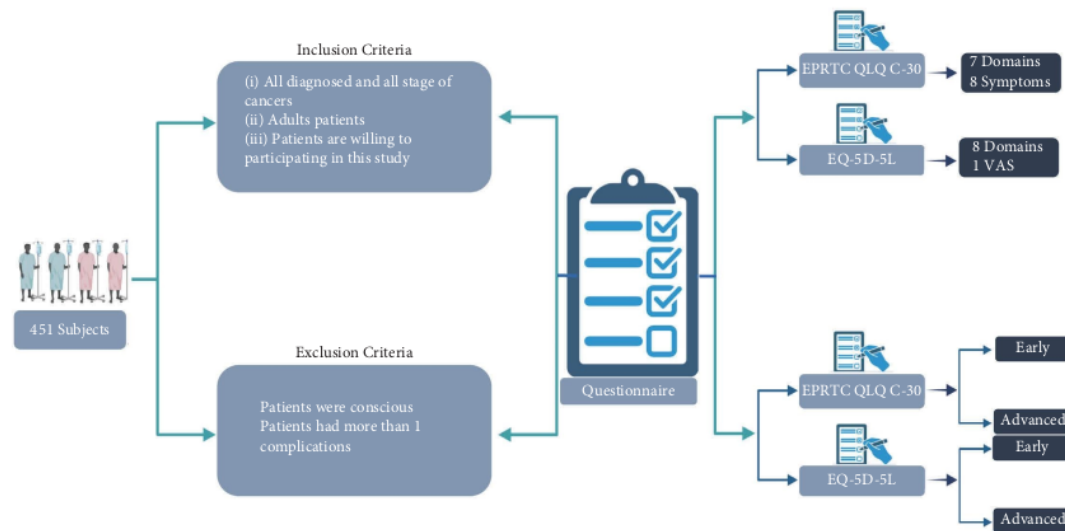 Inclusion Criteria
(i) All diagnosed and all stage of
cancers
(ii) Adults patients
(iii) Patients are willing to
participating in this study
451 Subjects
Exclusion Criteria
Patients were conscious
Patients had more than 1
complications
Questionnaire
EPRTC QLQ C-30
7 Domains
8 Symptoms
EQ-5D-5L
8 Domains
1 VAS
EPRTC QLQ C-30
Early
Advanced
EQ-5D-5L
Early
Advanced